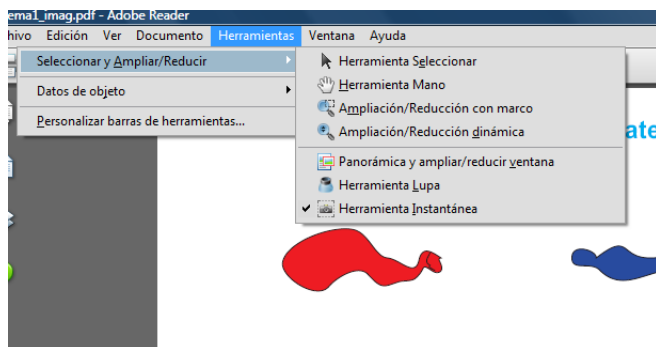 ema1_imag.pdf - Adobe Reader
hivo Edición Ver Documento Herramientas Ventana Ayuda
Seleccionar y Ampliar/Reducir
Datos de objeto
Personalizar barras de herramientas...
Herramienta Seleccionar
Herramienta Mano
Ampliación/Reducción con marco
Ampliación/Reducción dinámica
Panorámica y ampliar/reducir ventana
Herramienta Lupa
Herramienta Instantánea
ate